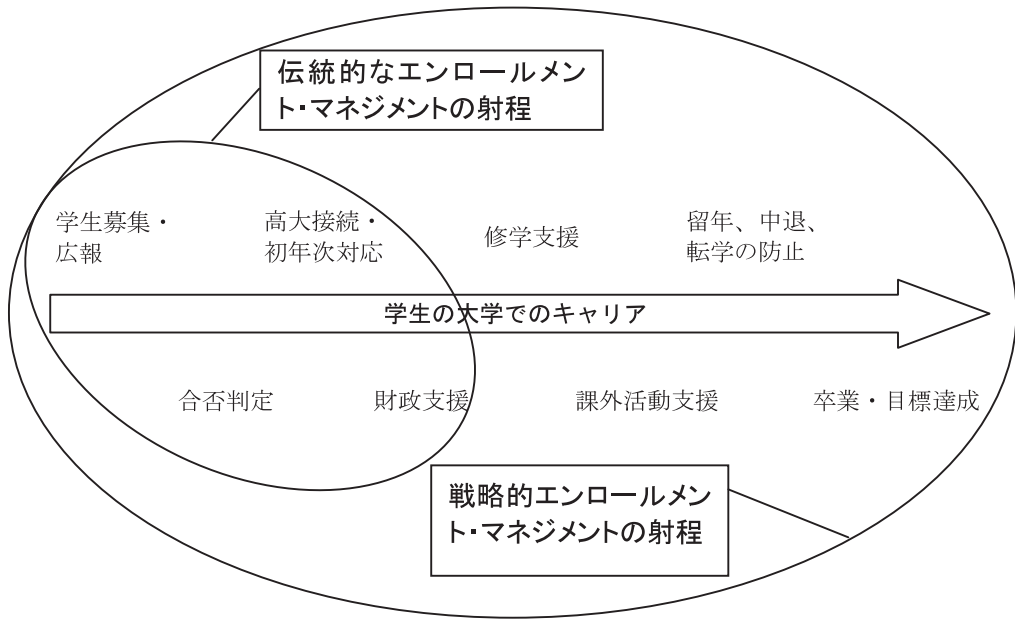 伝統的なエンロールメン
ト・マネジメントの射程
学生募集・
広報
高大接続・
初年次対応
修学支援
留年、中退、
転学の防止
学生の大学でのキャリア
合否判定
財政支援
課外活動支援
卒業・目標達成
戦略的エンロールメン
ト・マネジメントの射程